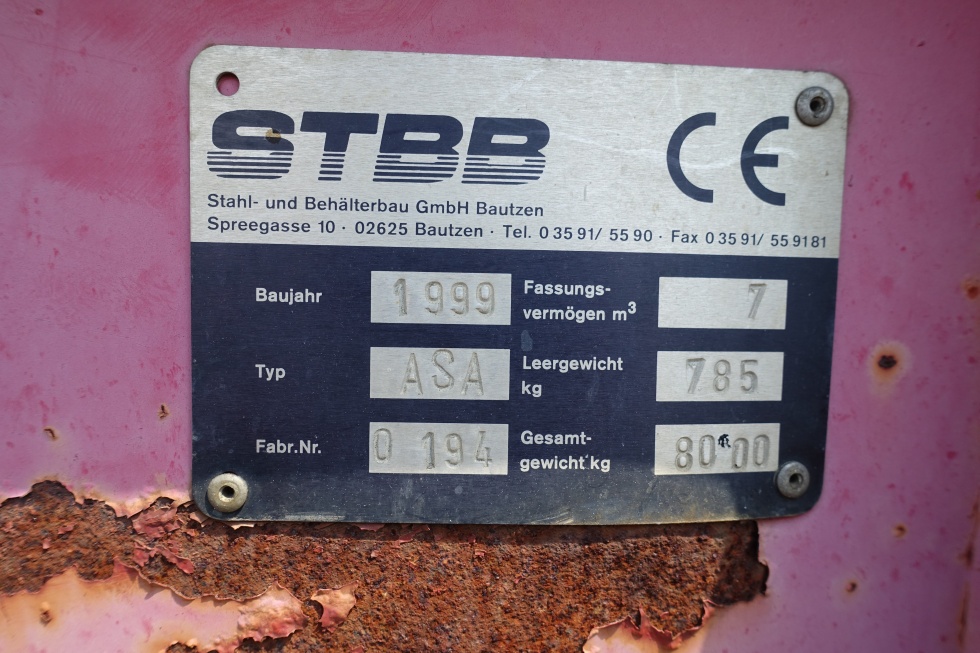 STBB CE
Stahl- und Behälterbau GmbH Bautzen
Spreegasse 10 · 02625 Bautzen · Tel. 0 35 91/ 55 90 · Fax 0 35 91/ 55 91 81
Baujahr 1999 Fassungs-
vermögen m³ 7
Typ ASA Leergewicht
kg 785
Fabr.Nr. 0 194 Gesamt-
gewicht kg 8000